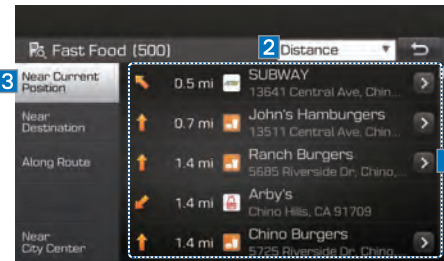 Fast Food (500)
2
Distance
3
Near Current
Position
0.5 mi
SUBWAY
13641 Central Ave, Chin...
Near
Destination
0.7 mi
John's Hamburgers
13511 Central Ave, Chin...
Along Route
1.4 mi
Ranch Burgers
5685 Riverside Dr, Chino,...
1.4 mi
Arby's
Chino Hills, CA 91709
Near
City Center
1.4 mi
Chino Burgers
5725 Riverside Dr, Chino